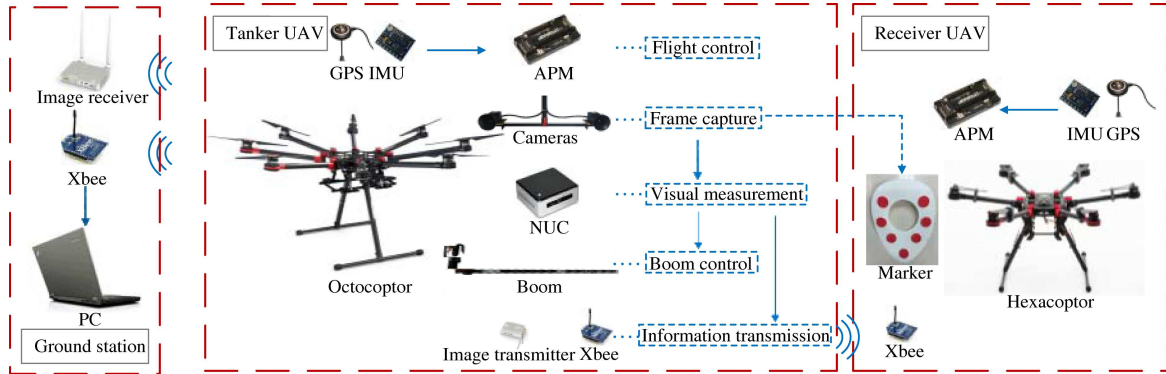 Image receiver
Xbee
PC
Ground station
Tanker UAV
GPS IMU
APM
Flight control
Cameras
Frame capture
NUC
Visual measurement
Octocoptor
Boom
Boom control
Image transmitter Xbee
Information transmission
Receiver UAV
APM
IMU GPS
Marker
Hexacoptor
Xbee